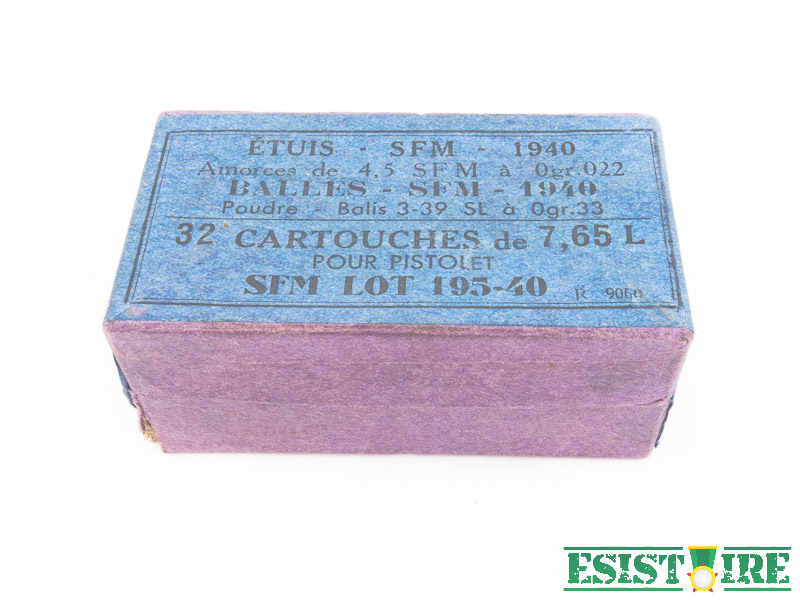 ÉTUIS - SFM - 1940
Amorces de 4,5 SFM à 0gr.022
BALLES - SFM - 1940
Poudre - Balis 3-39 SL à 0gr.33
32 CARTOUCHES de 7,65 L
POUR PISTOLET
SFM LOT 195-40 R 9060
ESISTOIRE